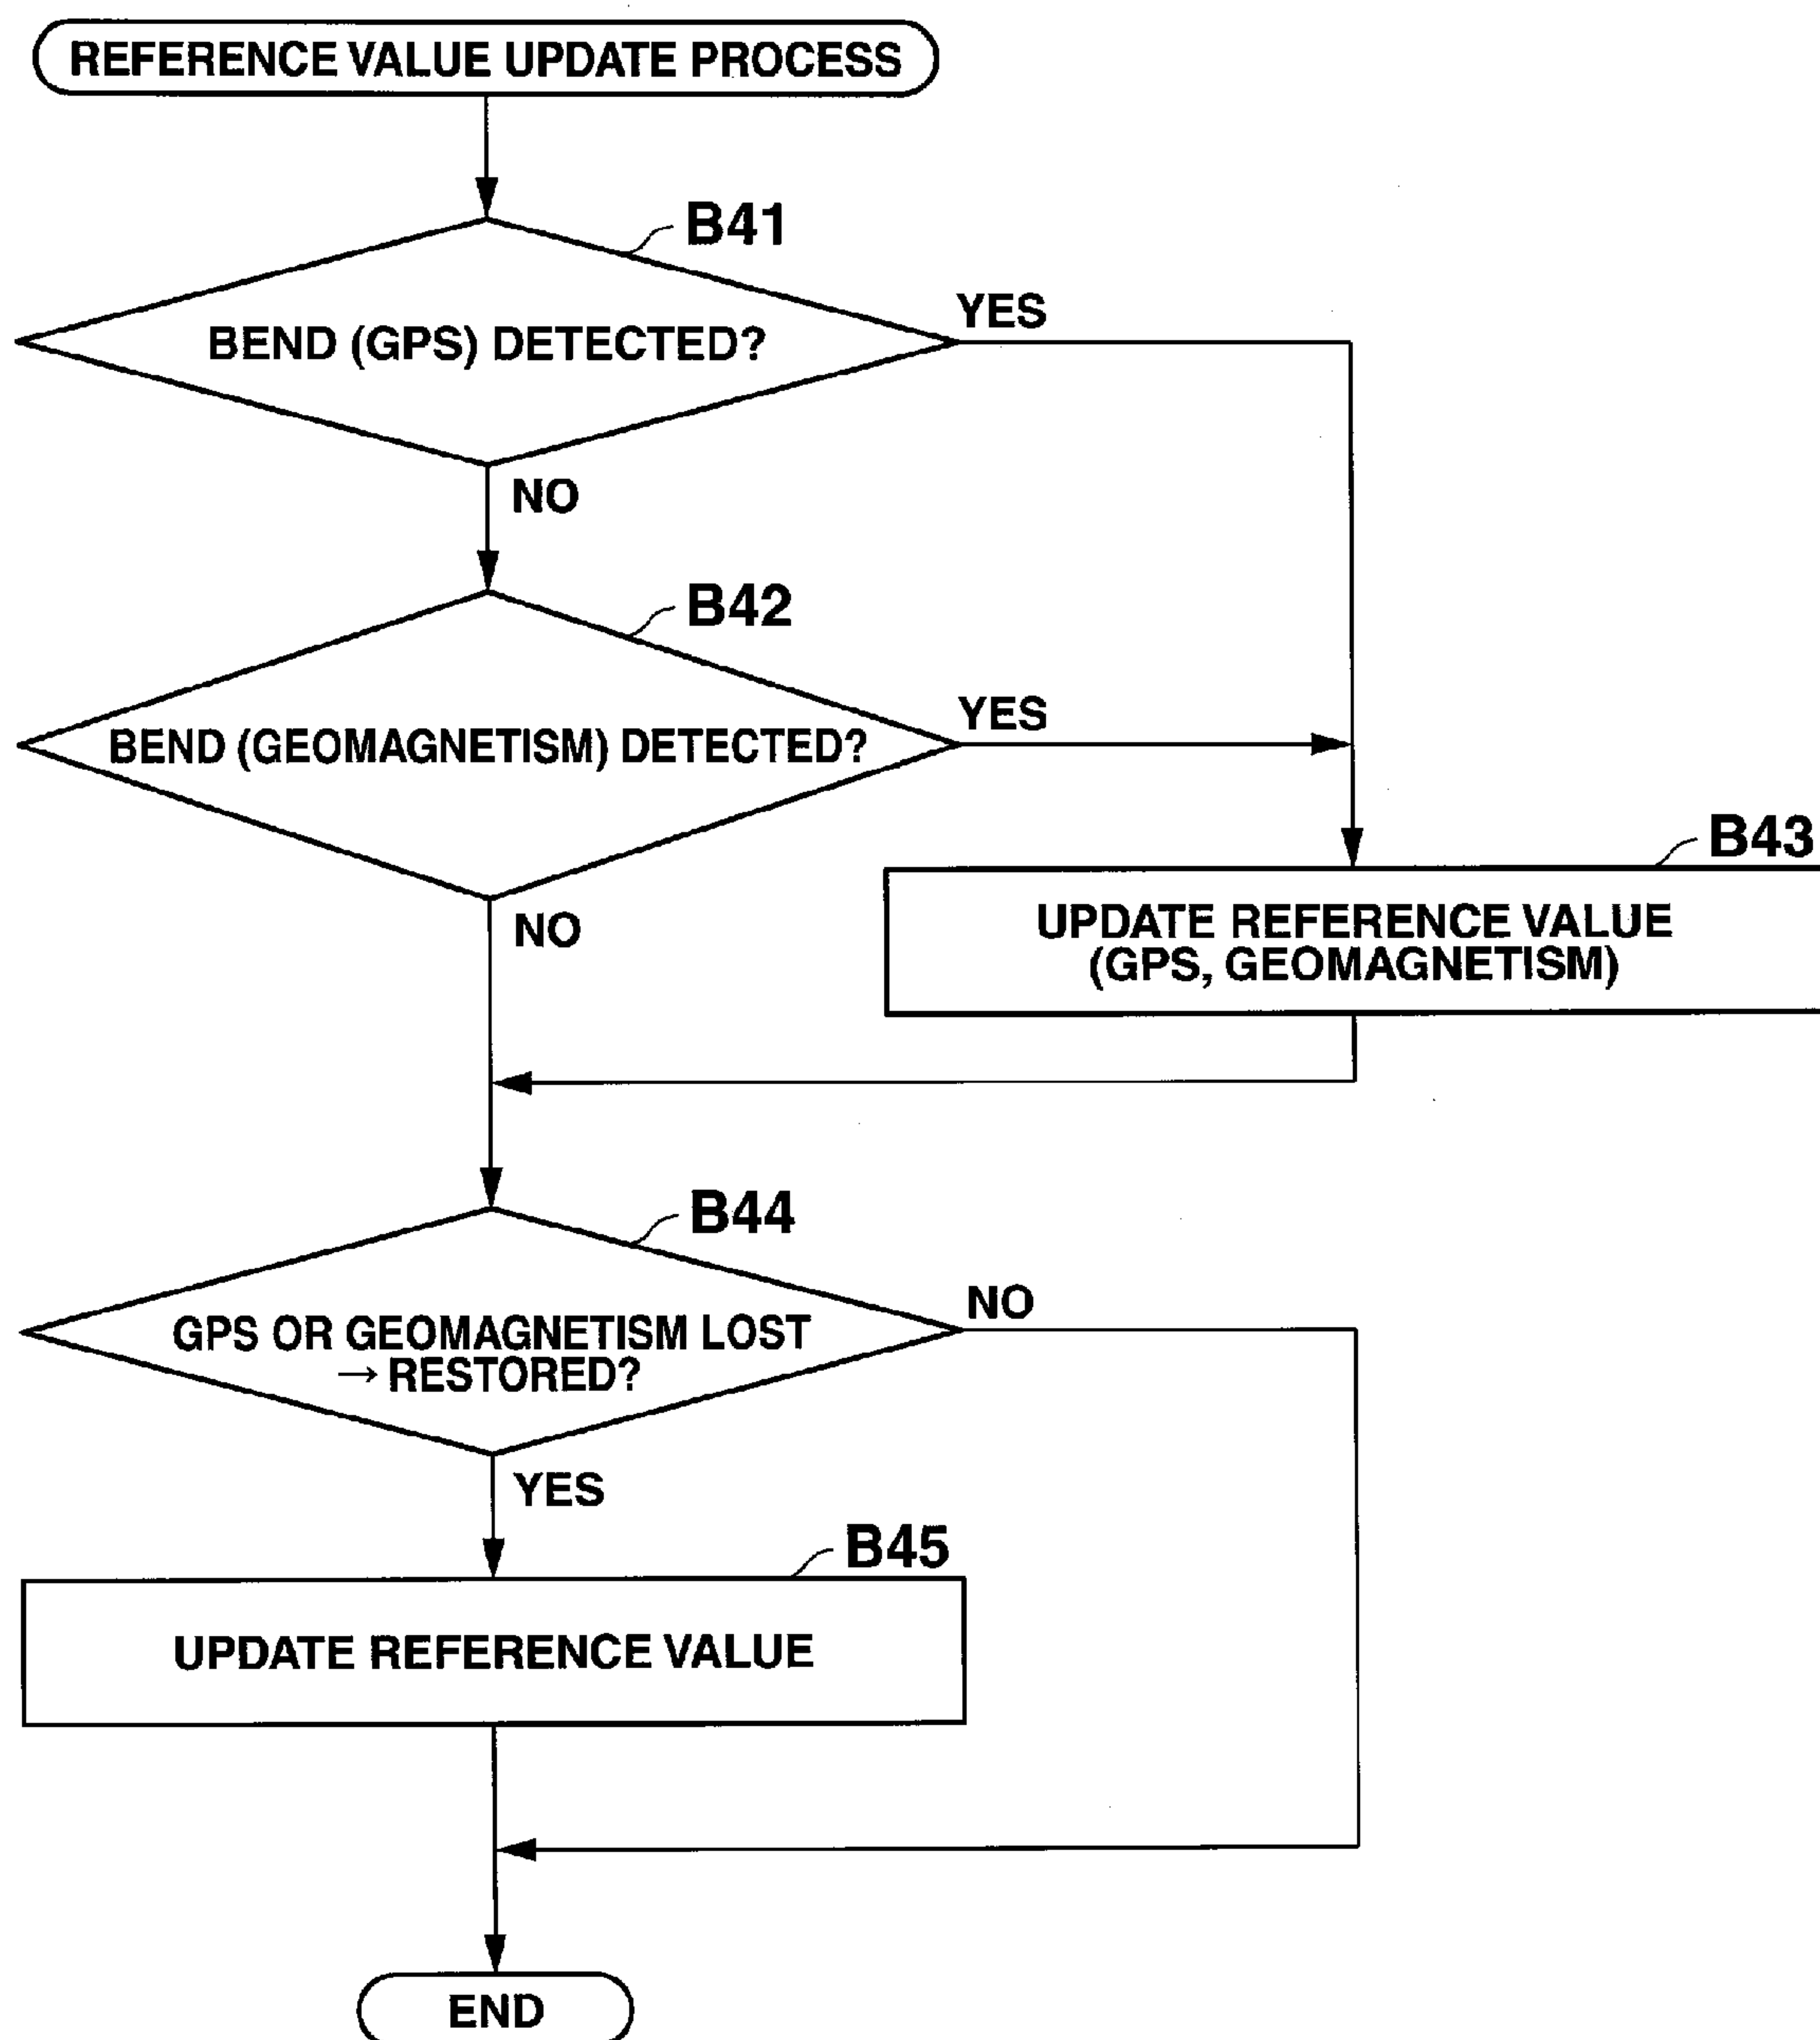 REFERENCE VALUE UPDATE PROCESS
B41
BEND (GPS) DETECTED?
YES
NO
B42
BEND (GEOMAGNETISM) DETECTED?
YES
NO
B43
UPDATE REFERENCE VALUE
(GPS, GEOMAGNETISM)
B44
GPS OR GEOMAGNETISM LOST
→ RESTORED?
NO
YES
B45
UPDATE REFERENCE VALUE
END